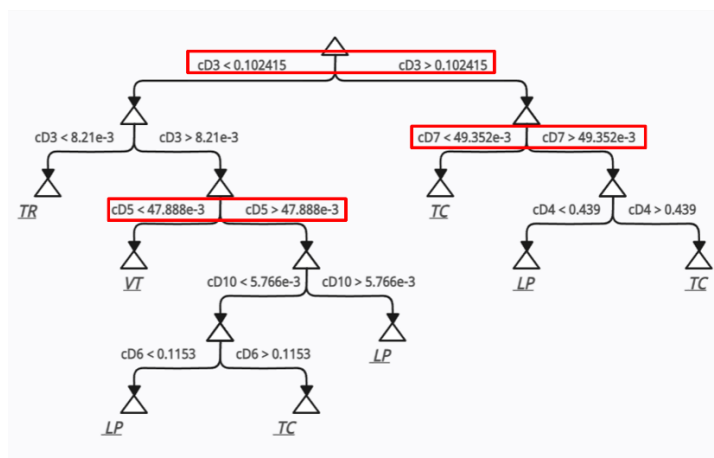 cD3 < 0.102415 cD3 > 0.102415
cD3 < 8.21e-3 cD3 > 8.21e-3 cD7 < 49.352e-3 cD7 > 49.352e-3
TR cD5 < 47.888e-3 cD5 > 47.888e-3 TC cD4 < 0.439 cD4 > 0.439
VT cD10 < 5.766e-3 cD10 > 5.766e-3 LP TC
cD6 < 0.1153 cD6 > 0.1153 LP
LP TC